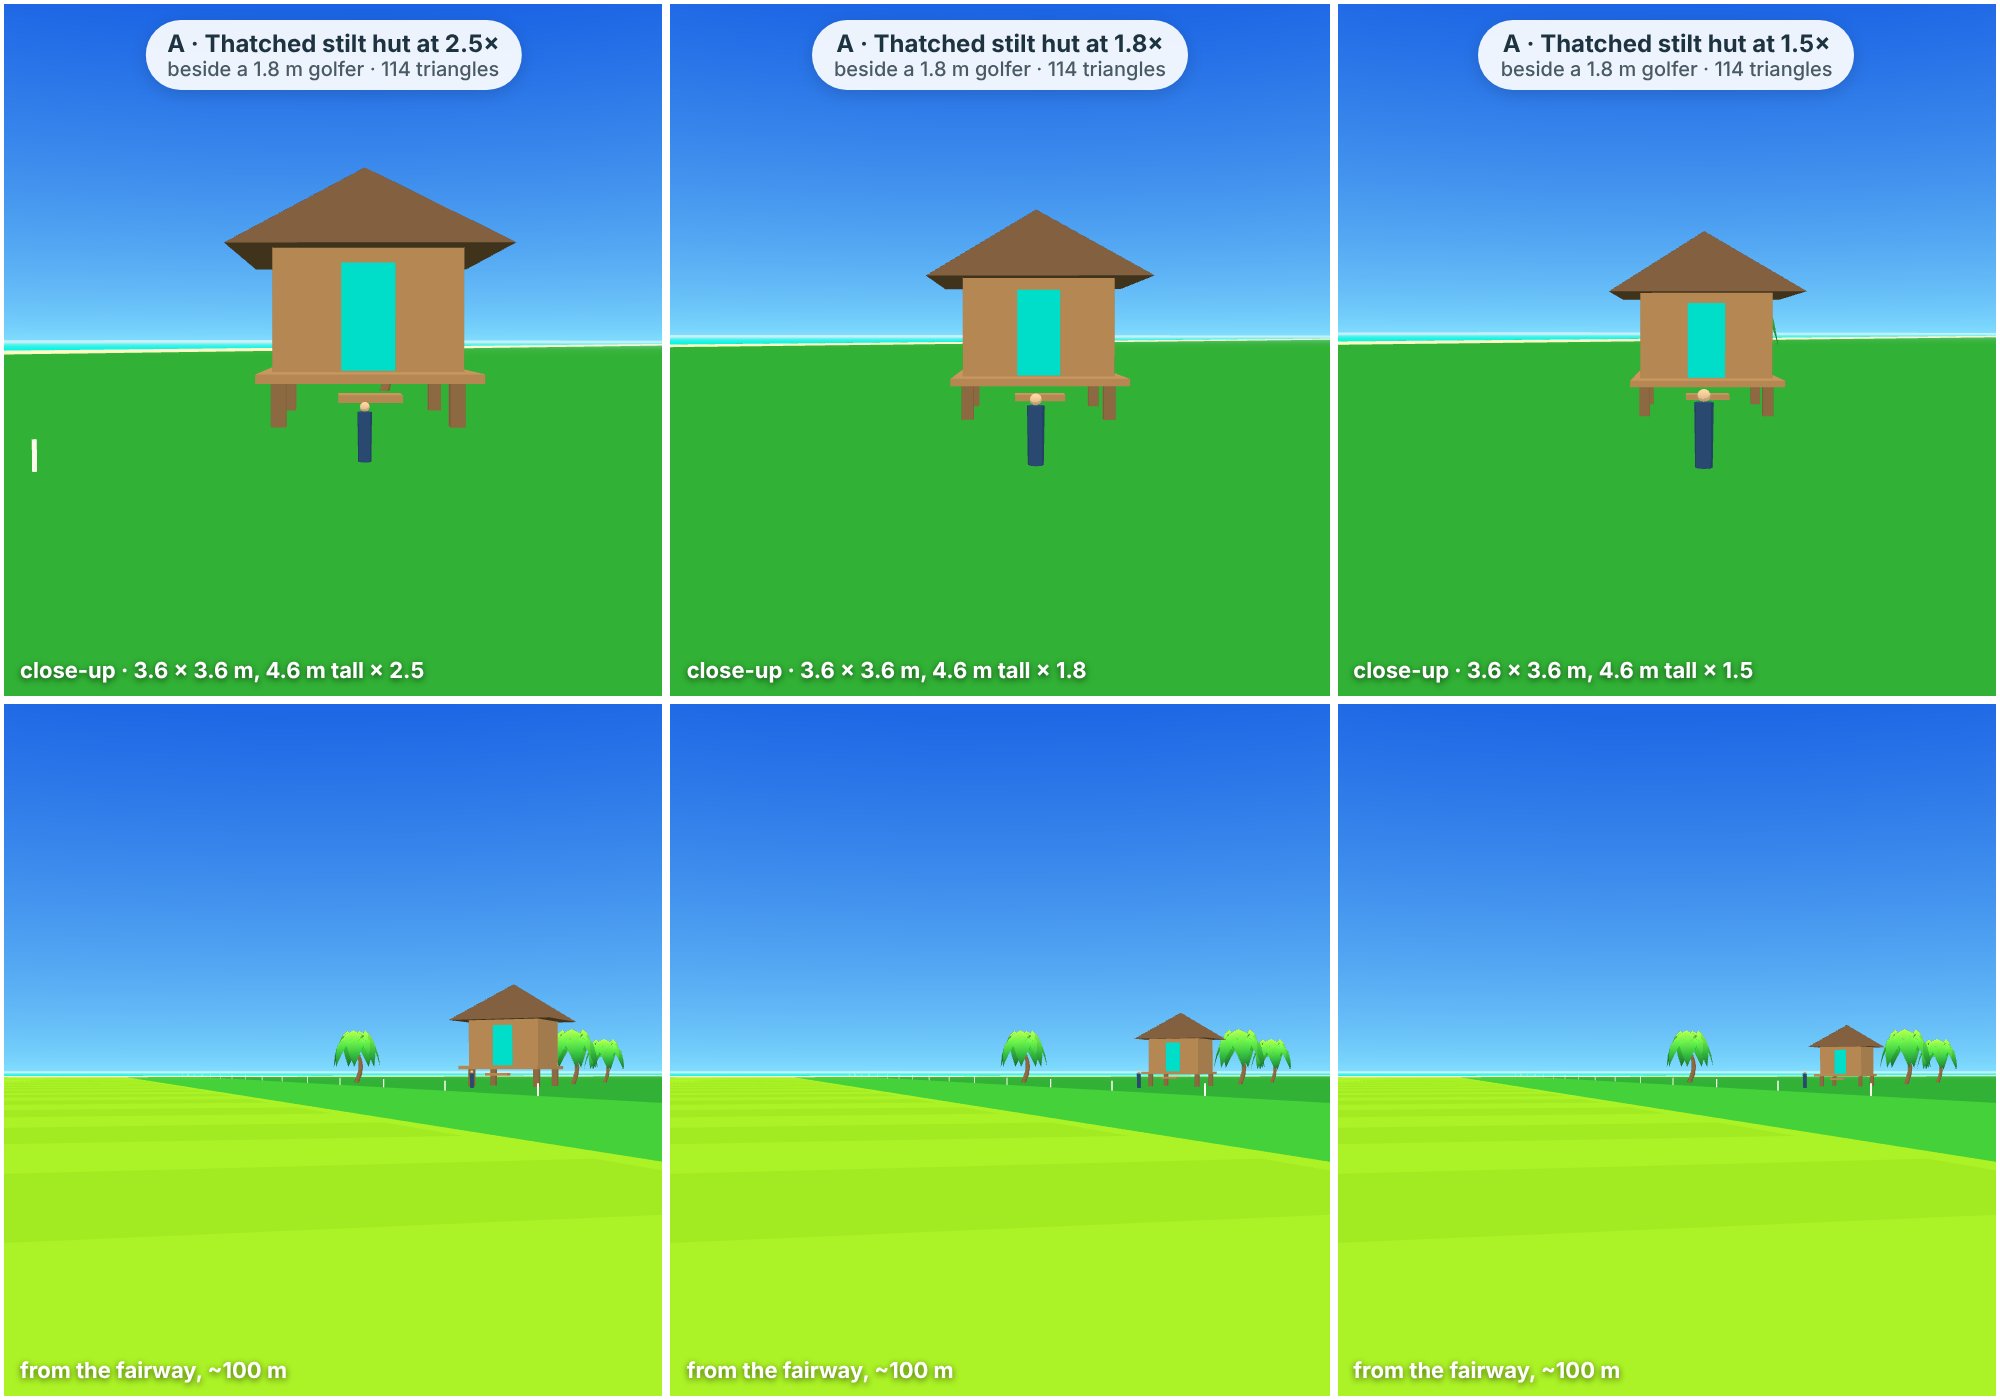 A · Thatched stilt hut at 2.5×
beside a 1.8 m golfer · 114 triangles
A · Thatched stilt hut at 1.8×
beside a 1.8 m golfer · 114 triangles
A · Thatched stilt hut at 1.5×
beside a 1.8 m golfer · 114 triangles
close-up · 3.6 × 3.6 m, 4.6 m tall × 2.5
close-up · 3.6 × 3.6 m, 4.6 m tall × 1.8
close-up · 3.6 × 3.6 m, 4.6 m tall × 1.5
from the fairway, ~100 m
from the fairway, ~100 m
from the fairway, ~100 m